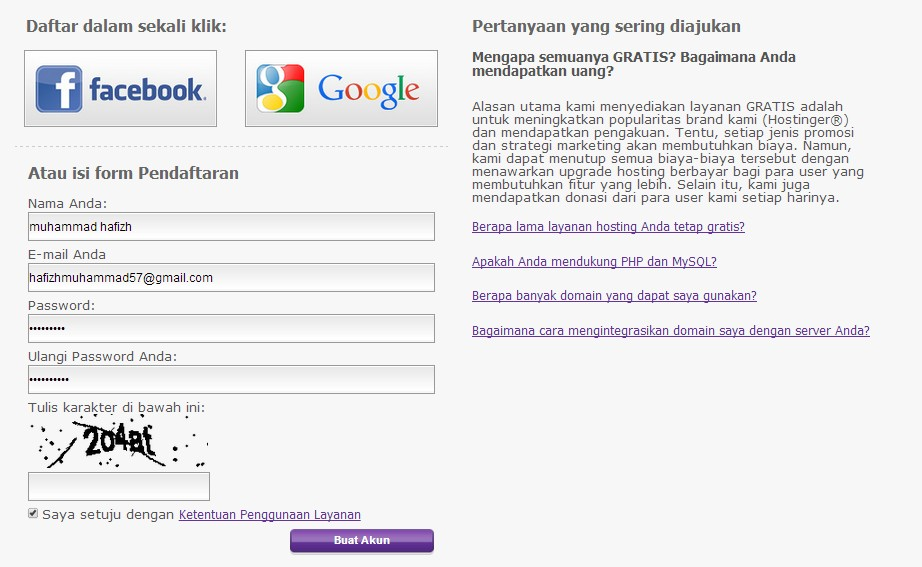 Daftar dalam sekali klik:
facebook.
Google
Atau isi form Pendaftaran
Nama Anda:
muhammad hafizh
E-mail Anda
hafizhmuhammad57@gmail.com
Password:
•••••••••
Ulangi Password Anda:
••••••••••
Tulis karakter di bawah ini:
204at
Saya setuju dengan Ketentuan Penggunaan Layanan
Buat Akun
Pertanyaan yang sering diajukan
Mengapa semuanya GRATIS? Bagaimana Anda
mendapatkan uang?
Alasan utama kami menyediakan layanan GRATIS adalah
untuk meningkatkan popularitas brand kami (Hostinger®)
dan mendapatkan pengakuan. Tentu, setiap jenis promosi
dan strategi marketing akan membutuhkan biaya. Namun,
kami dapat menutup semua biaya-biaya tersebut dengan
menawarkan upgrade hosting berbayar bagi para user yang
membutuhkan fitur yang lebih. Selain itu, kami juga
mendapatkan donasi dari para user kami setiap harinya.
Berapa lama layanan hosting Anda tetap gratis?
Apakah Anda mendukung PHP dan MySQL?
Berapa banyak domain yang dapat saya gunakan?
Bagaimana cara mengintegrasikan domain saya dengan server Anda?